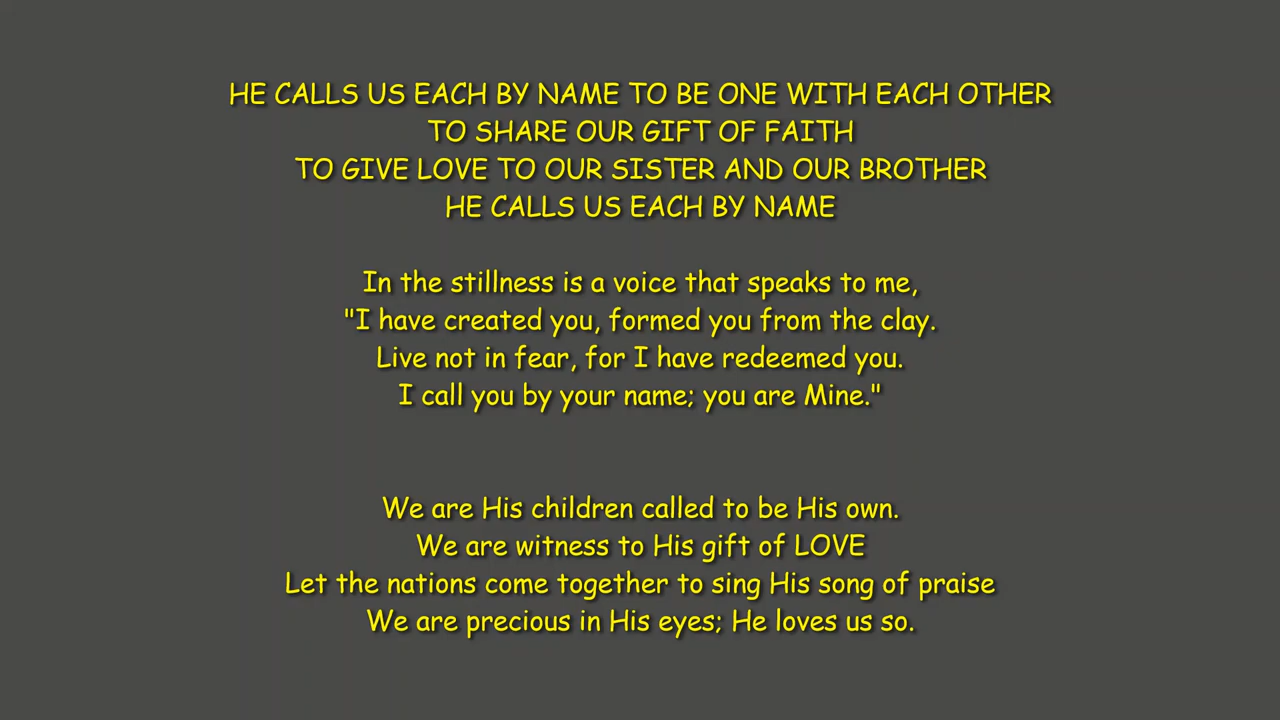 HE CALLS US EACH BY NAME TO BE ONE WITH EACH OTHER
TO SHARE OUR GIFT OF FAITH
TO GIVE LOVE TO OUR SISTER AND OUR BROTHER
HE CALLS US EACH BY NAME
In the stillness is a voice that speaks to me,
"I have created you, formed you from the clay.
Live not in fear, for I have redeemed you.
I call you by your name; you are Mine."
We are His children called to be His own.
We are witness to His gift of LOVE
Let the nations come together to sing His song of praise
We are precious in His eyes; He loves us so.